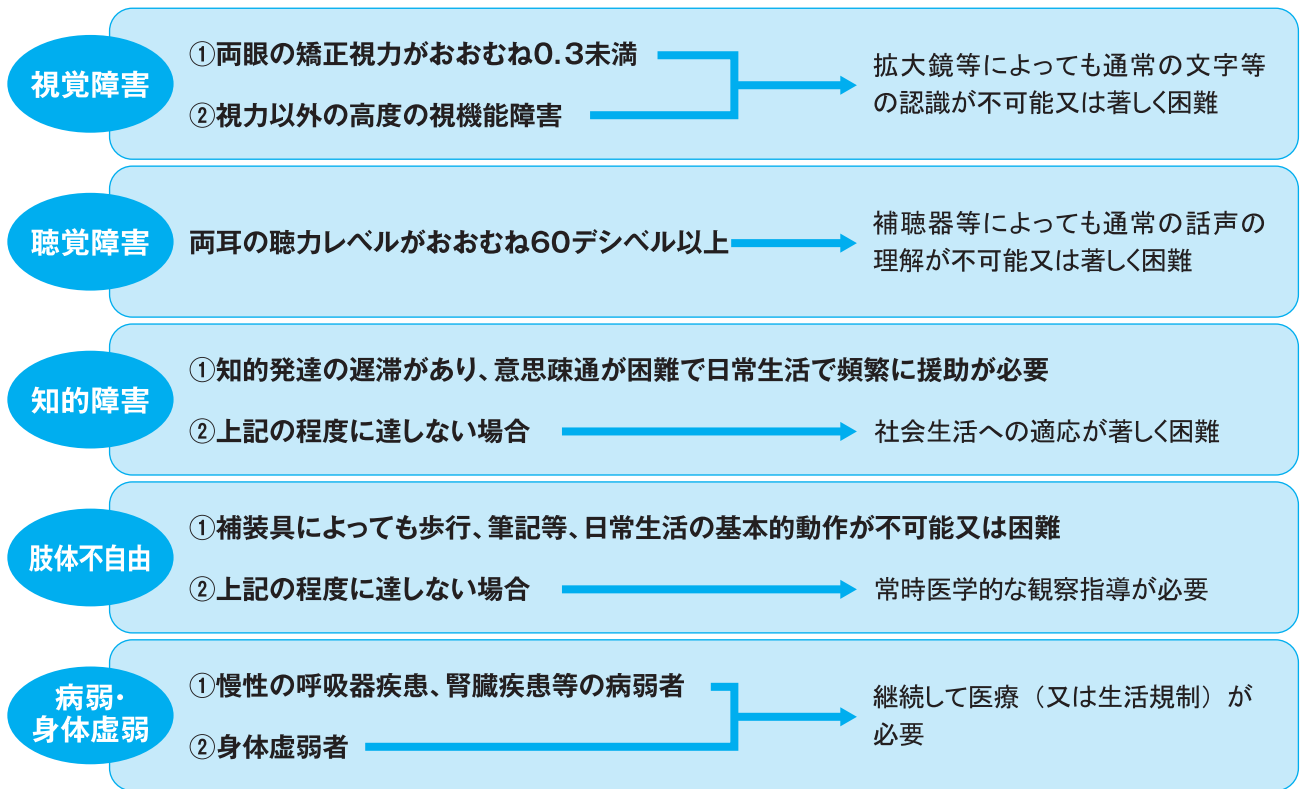 視覚障害
①両眼の矯正視力がおおむね0.3未満
②視力以外の高度の視機能障害
拡大鏡等によっても通常の文字等
の認識が不可能又は著しく困難
聴覚障害
両耳の聴力レベルがおおむね60デシベル以上
補聴器等によっても通常の話声の
理解が不可能又は著しく困難
知的障害
①知的発達の遅滞があり、意思疎通が困難で日常生活で頻繁に援助が必要
②上記の程度に達しない場合
社会生活への適応が著しく困難
肢体不自由
①補装具によっても歩行、筆記等、日常生活の基本的動作が不可能又は困難
②上記の程度に達しない場合
常時医学的な観察指導が必要
病弱・
身体虚弱
①慢性の呼吸器疾患、腎臓疾患等の病弱者
②身体虚弱者
継続して医療（又は生活規制）が
必要